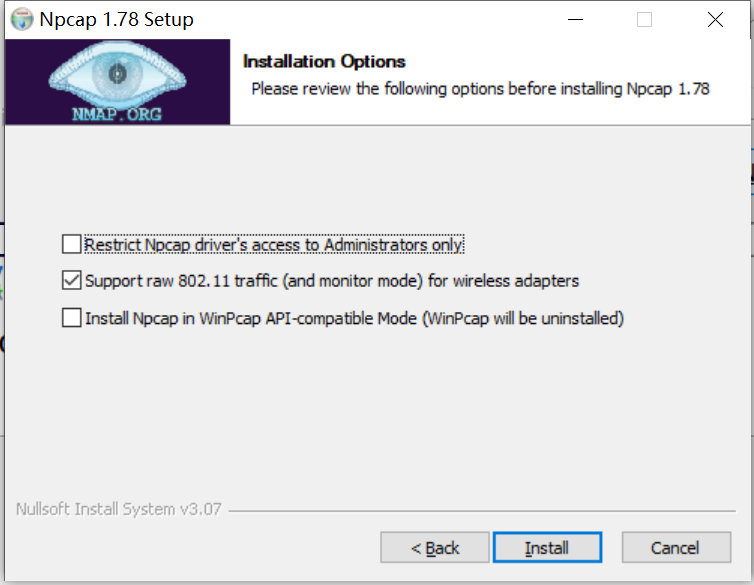 Npcap 1.78 Setup
NMAP.ORG
Installation Options
Please review the following options before installing Npcap 1.78
Restrict Npcap driver's access to Administrators only
Support raw 802.11 traffic (and monitor mode) for wireless adapters
Install Npcap in WinPcap API-compatible Mode (WinPcap will be uninstalled)
Nullsoft Install System v3.07
< Back
Install
Cancel